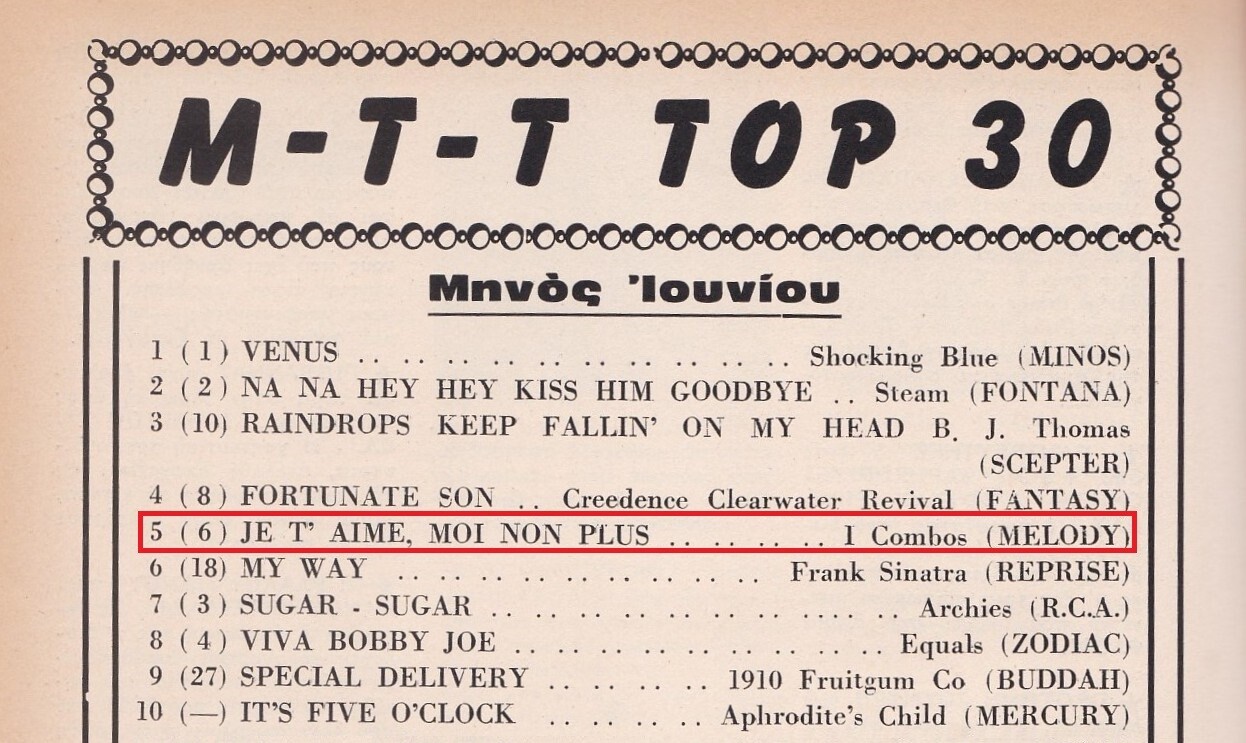 M-T-T TOP 30
Μηνὸς Ἰουνίου
1 (1) VENUS .. .. .. .. .. .. .. .. .. .. .. .. .. .. .. Shocking Blue (MINOS)
2 (2) NA NA HEY HEY KISS HIM GOODBYE .. Steam (FONTANA)
3 (10) RAINDROPS KEEP FALLIN' ON MY HEAD B. J. Thomas
(SCEPTER)
4 (8) FORTUNATE SON .. Creedence Clearwater Revival (FANTASY)
5 (6) JE T' AIME, MOI NON PLUS .. .. .. .. .. .. I Combos (MELODY)
6 (18) MY WAY .. .. .. .. .. .. .. .. .. .. .. .. .. Frank Sinatra (REPRISE)
7 (3) SUGAR - SUGAR .. .. .. .. .. .. .. .. .. .. .. .. .. .. Archies (R.C.A.)
8 (4) VIVA BOBBY JOE .. .. .. .. .. .. .. .. .. .. .. .. .. Equals (ZODIAC)
9 (27) SPECIAL DELIVERY .. .. .. .. .. .. 1910 Fruitgum Co (BUDDAH)
10 (—) IT'S FIVE O'CLOCK .. .. .. .. .. .. Aphrodite's Child (MERCURY)